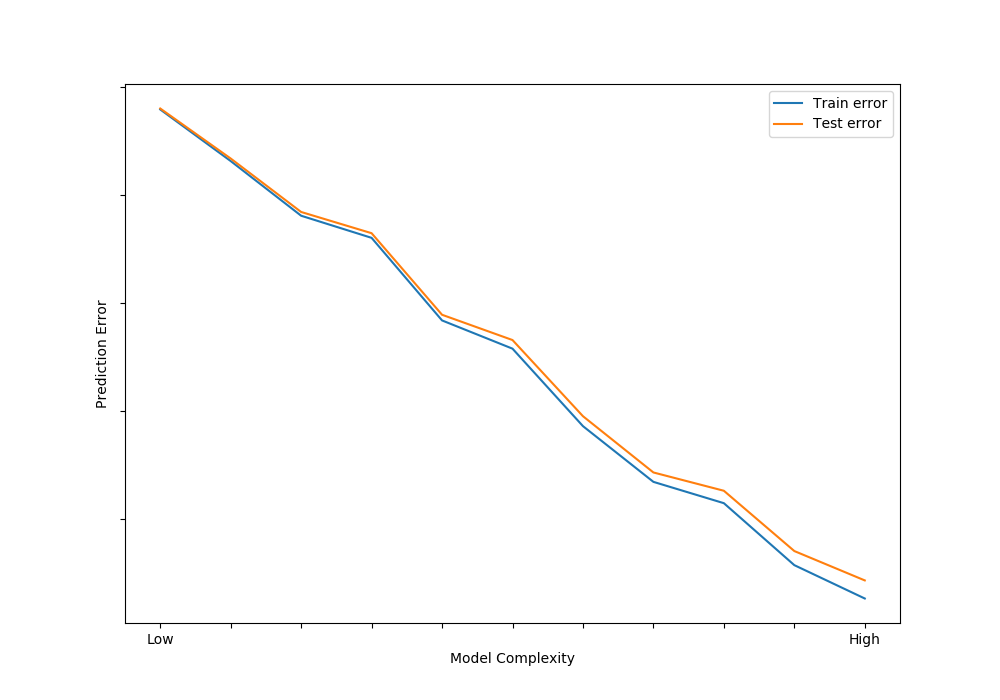 Train error
Test error
Prediction Error
Low
High
Model Complexity